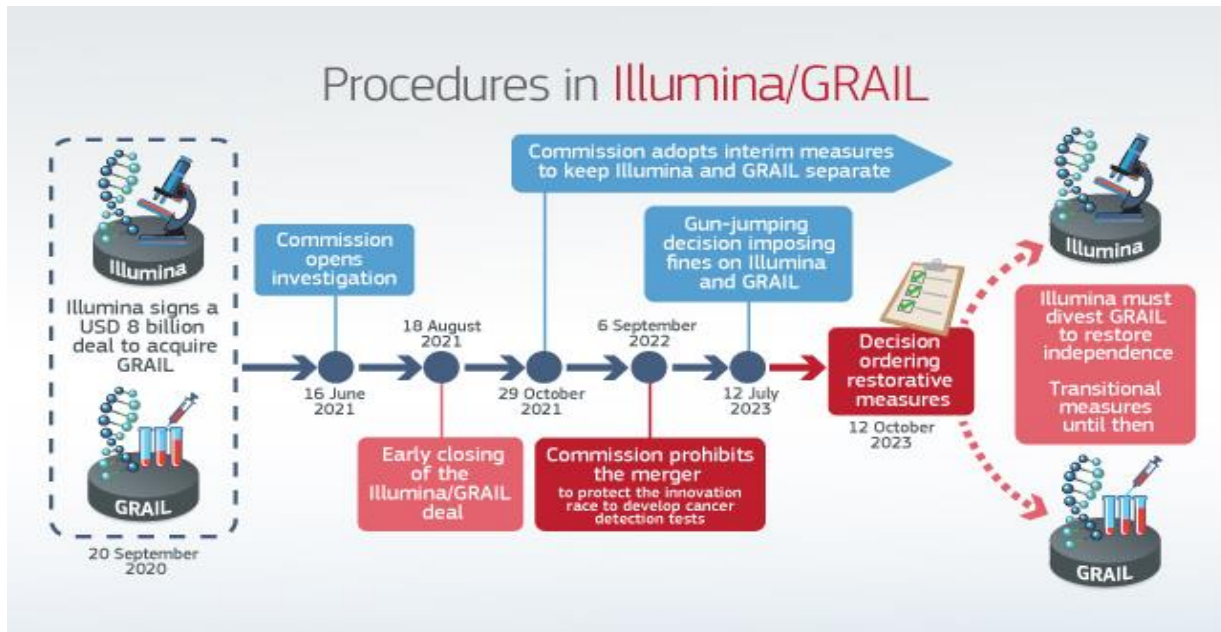 Procedures in Illumina/GRAIL
Illumina
Illumina signs a
USD 8 billion
deal to acquire
GRAIL
GRAIL
20 September
2020
Commission
opens
investigation
16 June
2021
18 August
2021
Early closing
of the
Illumina/GRAIL
deal
Commission adopts interim measures
to keep Illumina and GRAIL separate
29 October
2021
6 September
2022
Commission prohibits
the merger
to protect the innovation
race to develop cancer
detection tests
Gun-jumping
decision imposing
fines on Illumina
and GRAIL
12 July
2023
Decision
ordering
restorative
measures
12 October
2023
Illumina
Illumina must
divest GRAIL
to restore
independence
Transitional
measures
until then
GRAIL